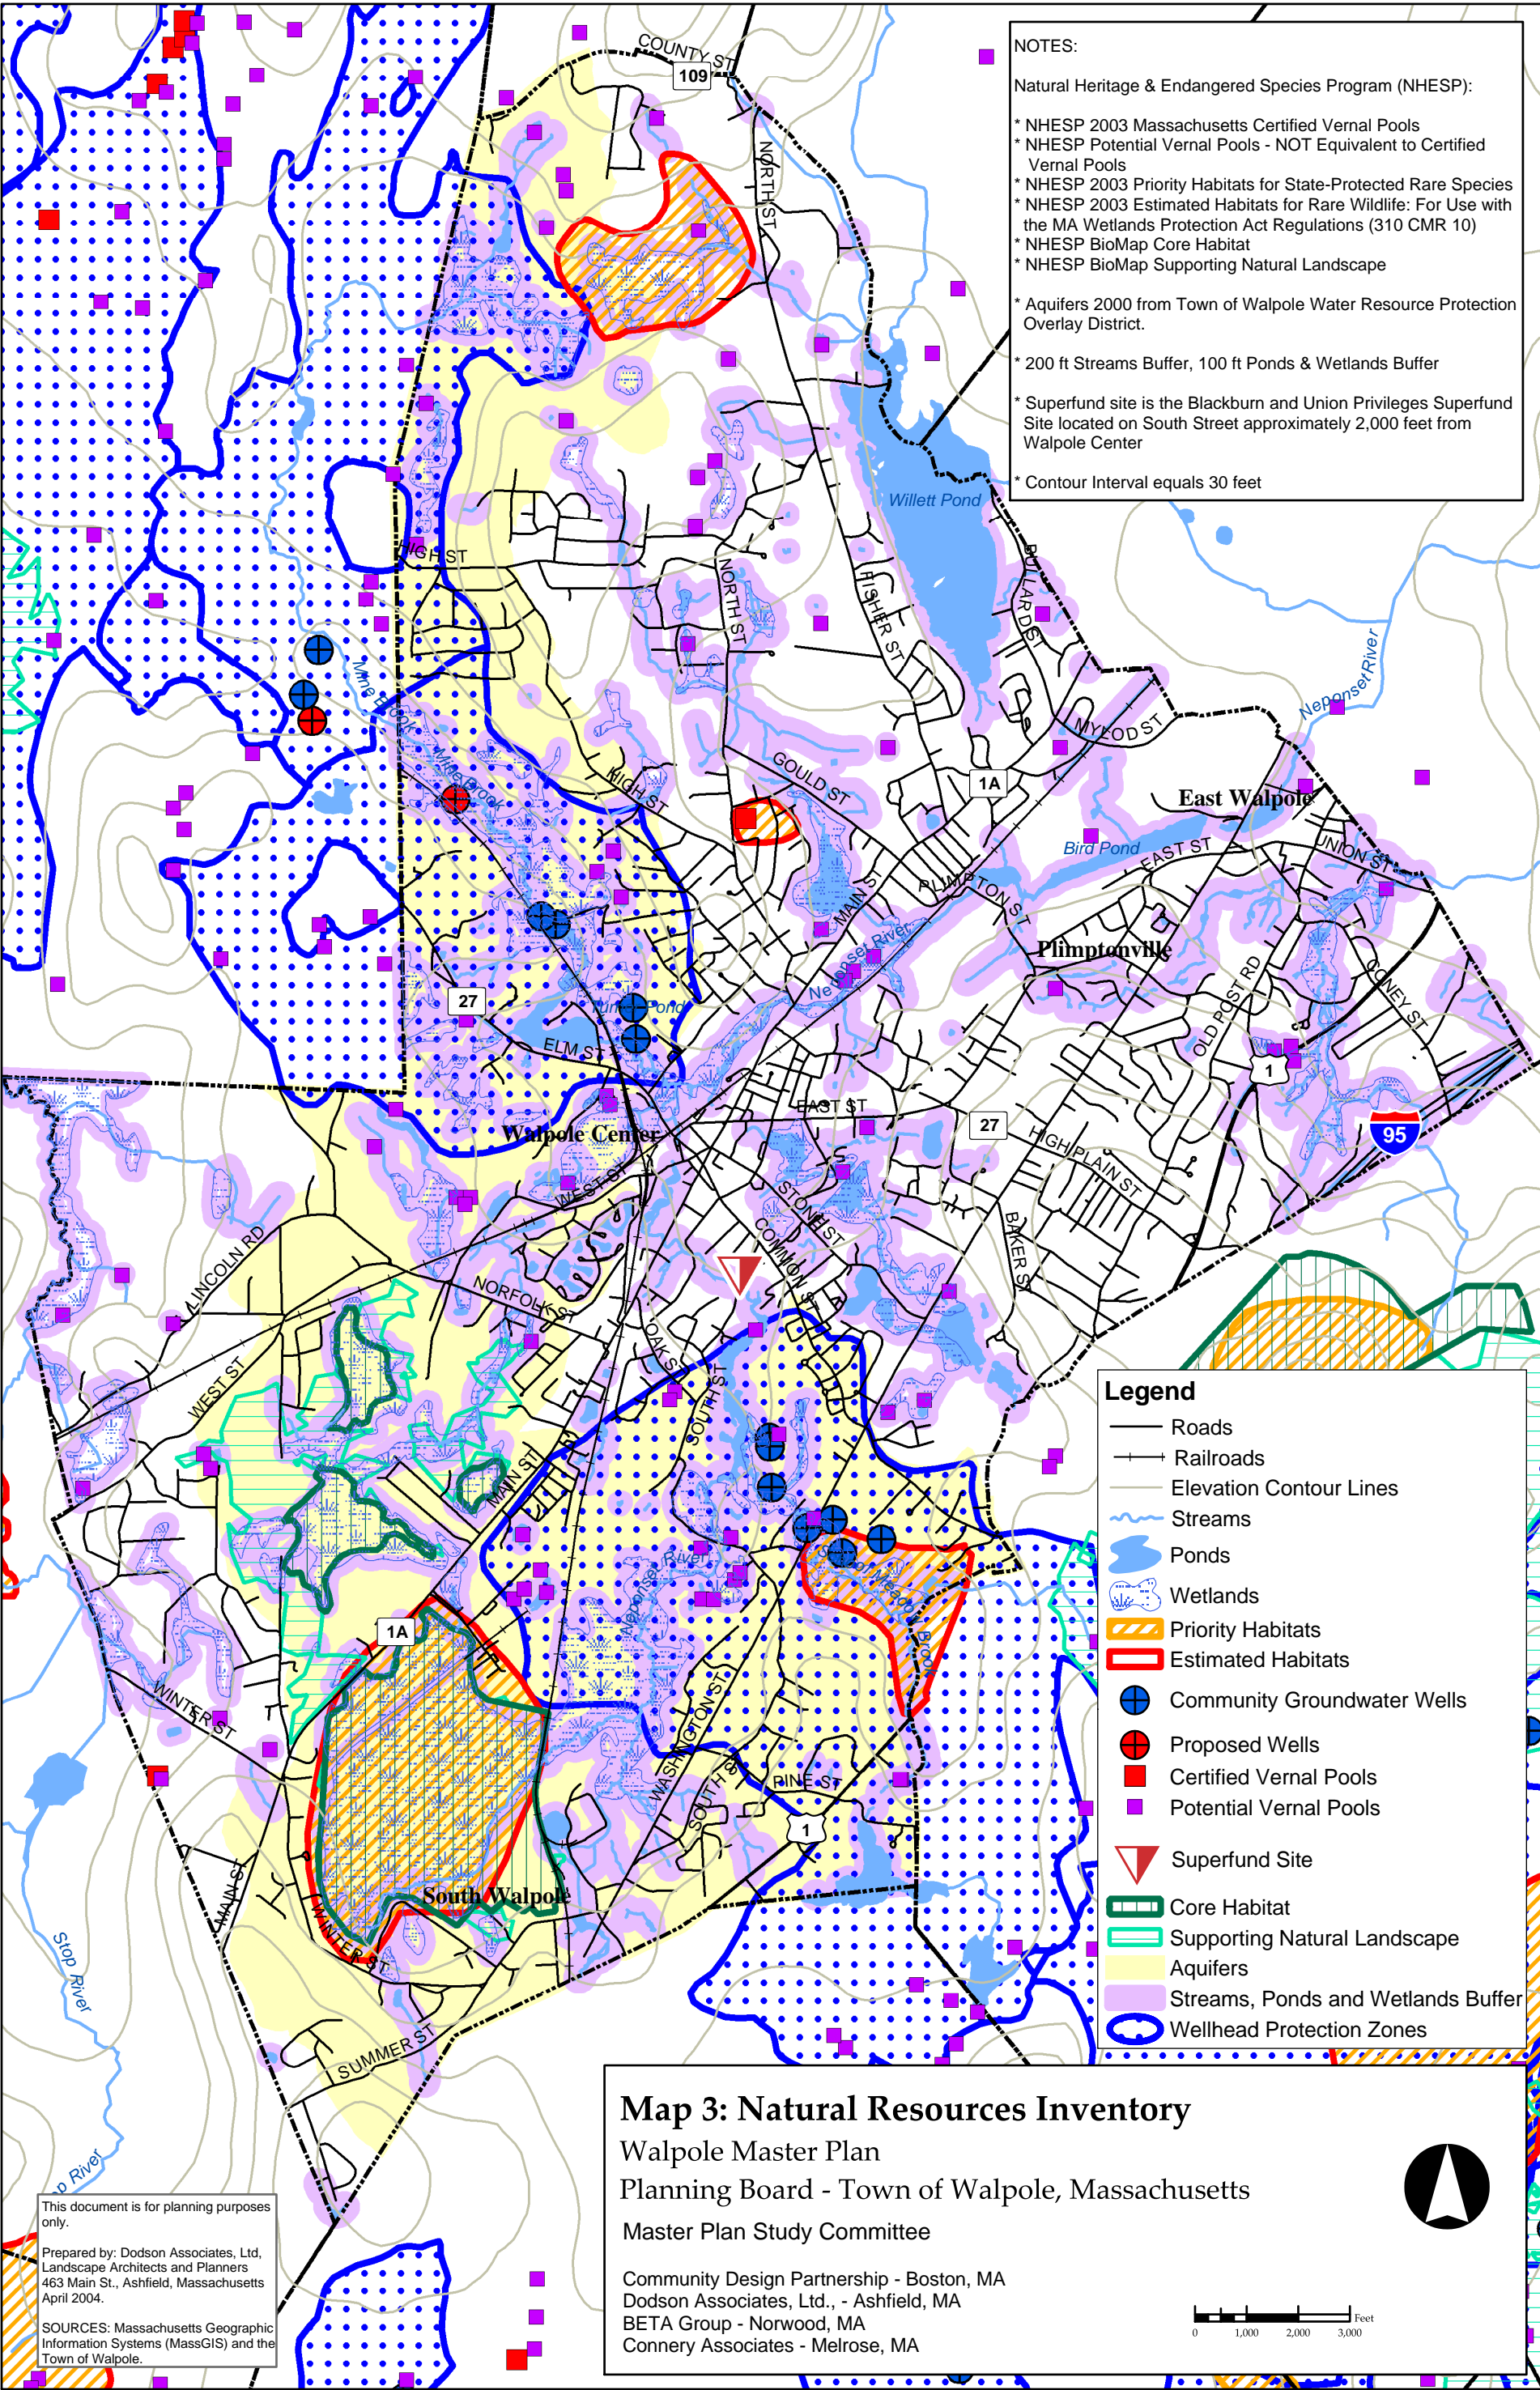 COUNTY ST
109
NORTH ST
NOTES:
Natural Heritage & Endangered Species Program (NHESP):
* NHESP 2003 Massachusetts Certified Vernal Pools
* NHESP Potential Vernal Pools - NOT Equivalent to Certified
Vernal Pools
* NHESP 2003 Priority Habitats for State-Protected Rare Species
* NHESP 2003 Estimated Habitats for Rare Wildlife: For Use with
the MA Wetlands Protection Act Regulations (310 CMR 10)
* NHESP BioMap Core Habitat
* NHESP BioMap Supporting Natural Landscape
* Aquifers 2000 from Town of Walpole Water Resource Protection
Overlay District.
* 200 ft Streams Buffer, 100 ft Ponds & Wetlands Buffer
* Superfund site is the Blackburn and Union Privileges Superfund
Site located on South Street approximately 2,000 feet from
Walpole Center
* Contour Interval equals 30 feet
Willett Pond
HIGH ST
NORTH ST
FISHER ST
BULLARD ST
Mine Brook
Neponset River
MYLOD ST
GOULD ST
1A
Mine Brook
HIGH ST
East Walpole
Bird Pond
EAST ST
UNION ST
MAIN ST
PLIMPTON ST
Neponset River
Plimptonville
OLD POST RD
CONEY ST
27
Pond
ELM ST
1
EAST ST
27
HIGH PLAIN ST
95
Walpole Center
WEST ST
STONE ST
COMMON ST
BAKER ST
LINCOLN RD
NORFOLK ST
OAK ST
SOUTH ST
WEST ST
MAIN ST
Neponset River
School Meadow
Brook
1A
WINTER ST
WASHINGTON ST
SOUTH ST
PINE ST
1
South Walpole
MAIN ST
WINTER ST
Stop River
SUMMER ST
River
Legend
Roads
Railroads
Elevation Contour Lines
Streams
Ponds
Wetlands
Priority Habitats
Estimated Habitats
Community Groundwater Wells
Proposed Wells
Certified Vernal Pools
Potential Vernal Pools
Superfund Site
Core Habitat
Supporting Natural Landscape
Aquifers
Streams, Ponds and Wetlands Buffer
Wellhead Protection Zones
Map 3: Natural Resources Inventory
Walpole Master Plan
Planning Board - Town of Walpole, Massachusetts
Master Plan Study Committee
Community Design Partnership - Boston, MA
Dodson Associates, Ltd., - Ashfield, MA
BETA Group - Norwood, MA
Connery Associates - Melrose, MA
Feet
0 1,000 2,000 3,000
This document is for planning purposes
only.
Prepared by: Dodson Associates, Ltd,
Landscape Architects and Planners
463 Main St., Ashfield, Massachusetts
April 2004.
SOURCES: Massachusetts Geographic
Information Systems (MassGIS) and the
Town of Walpole.